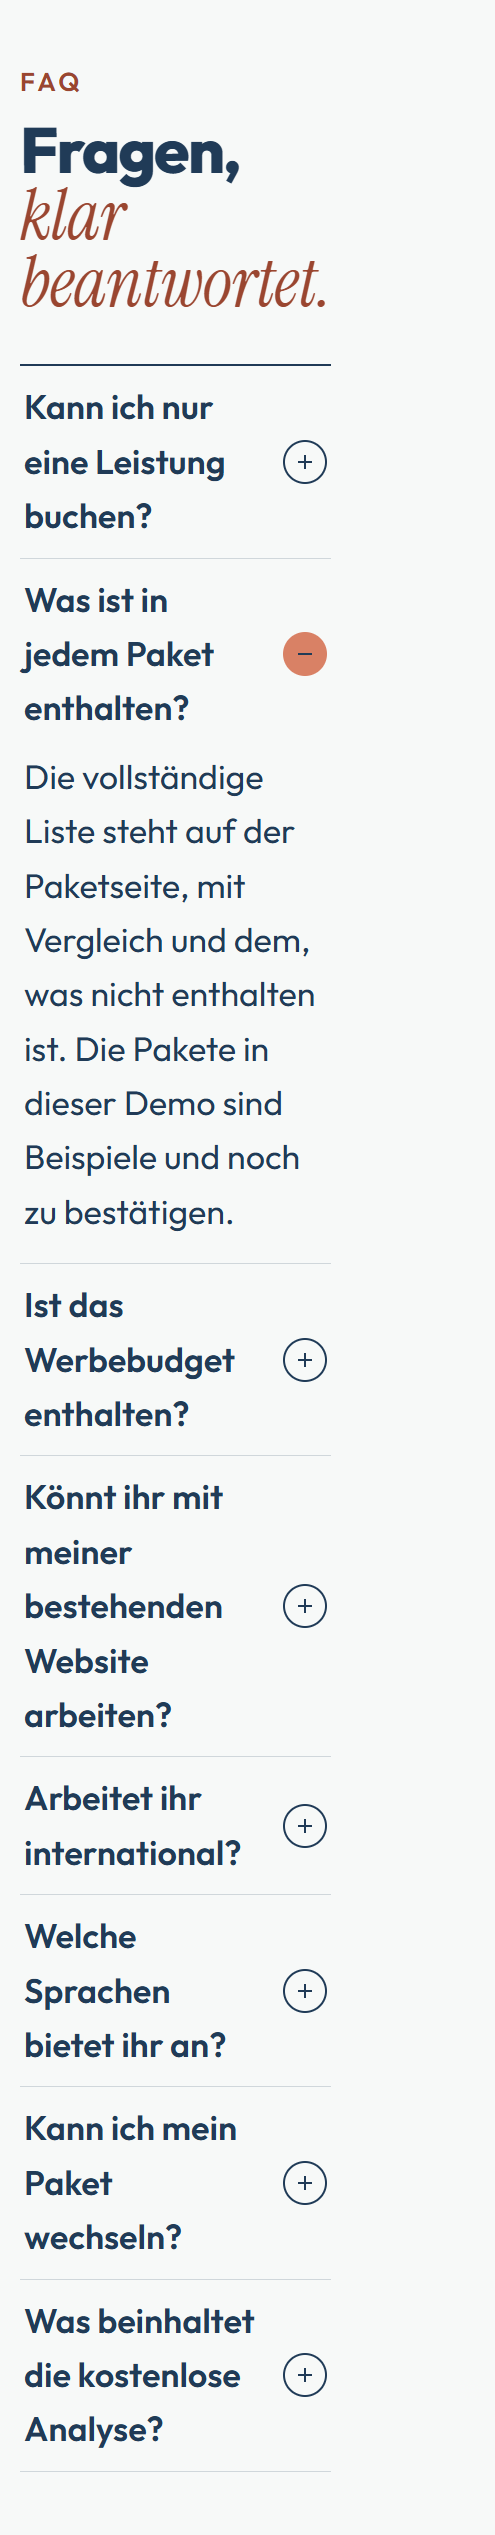 FAQ
Fragen,
klar
beantwortet.
Kann ich nur
eine Leistung
buchen?
Was ist in
jedem Paket
enthalten?
Die vollständige
Liste steht auf der
Paketseite, mit
Vergleich und dem,
was nicht enthalten
ist. Die Pakete in
dieser Demo sind
Beispiele und noch
zu bestätigen.
Ist das
Werbebudget
enthalten?
Könnt ihr mit
meiner
bestehenden
Website
arbeiten?
Arbeitet ihr
international?
Welche
Sprachen
bietet ihr an?
Kann ich mein
Paket
wechseln?
Was beinhaltet
die kostenlose
Analyse?